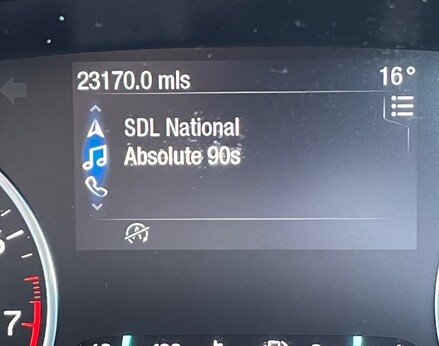 23170.0 mls 16°
SDL National
Absolute 90s
7